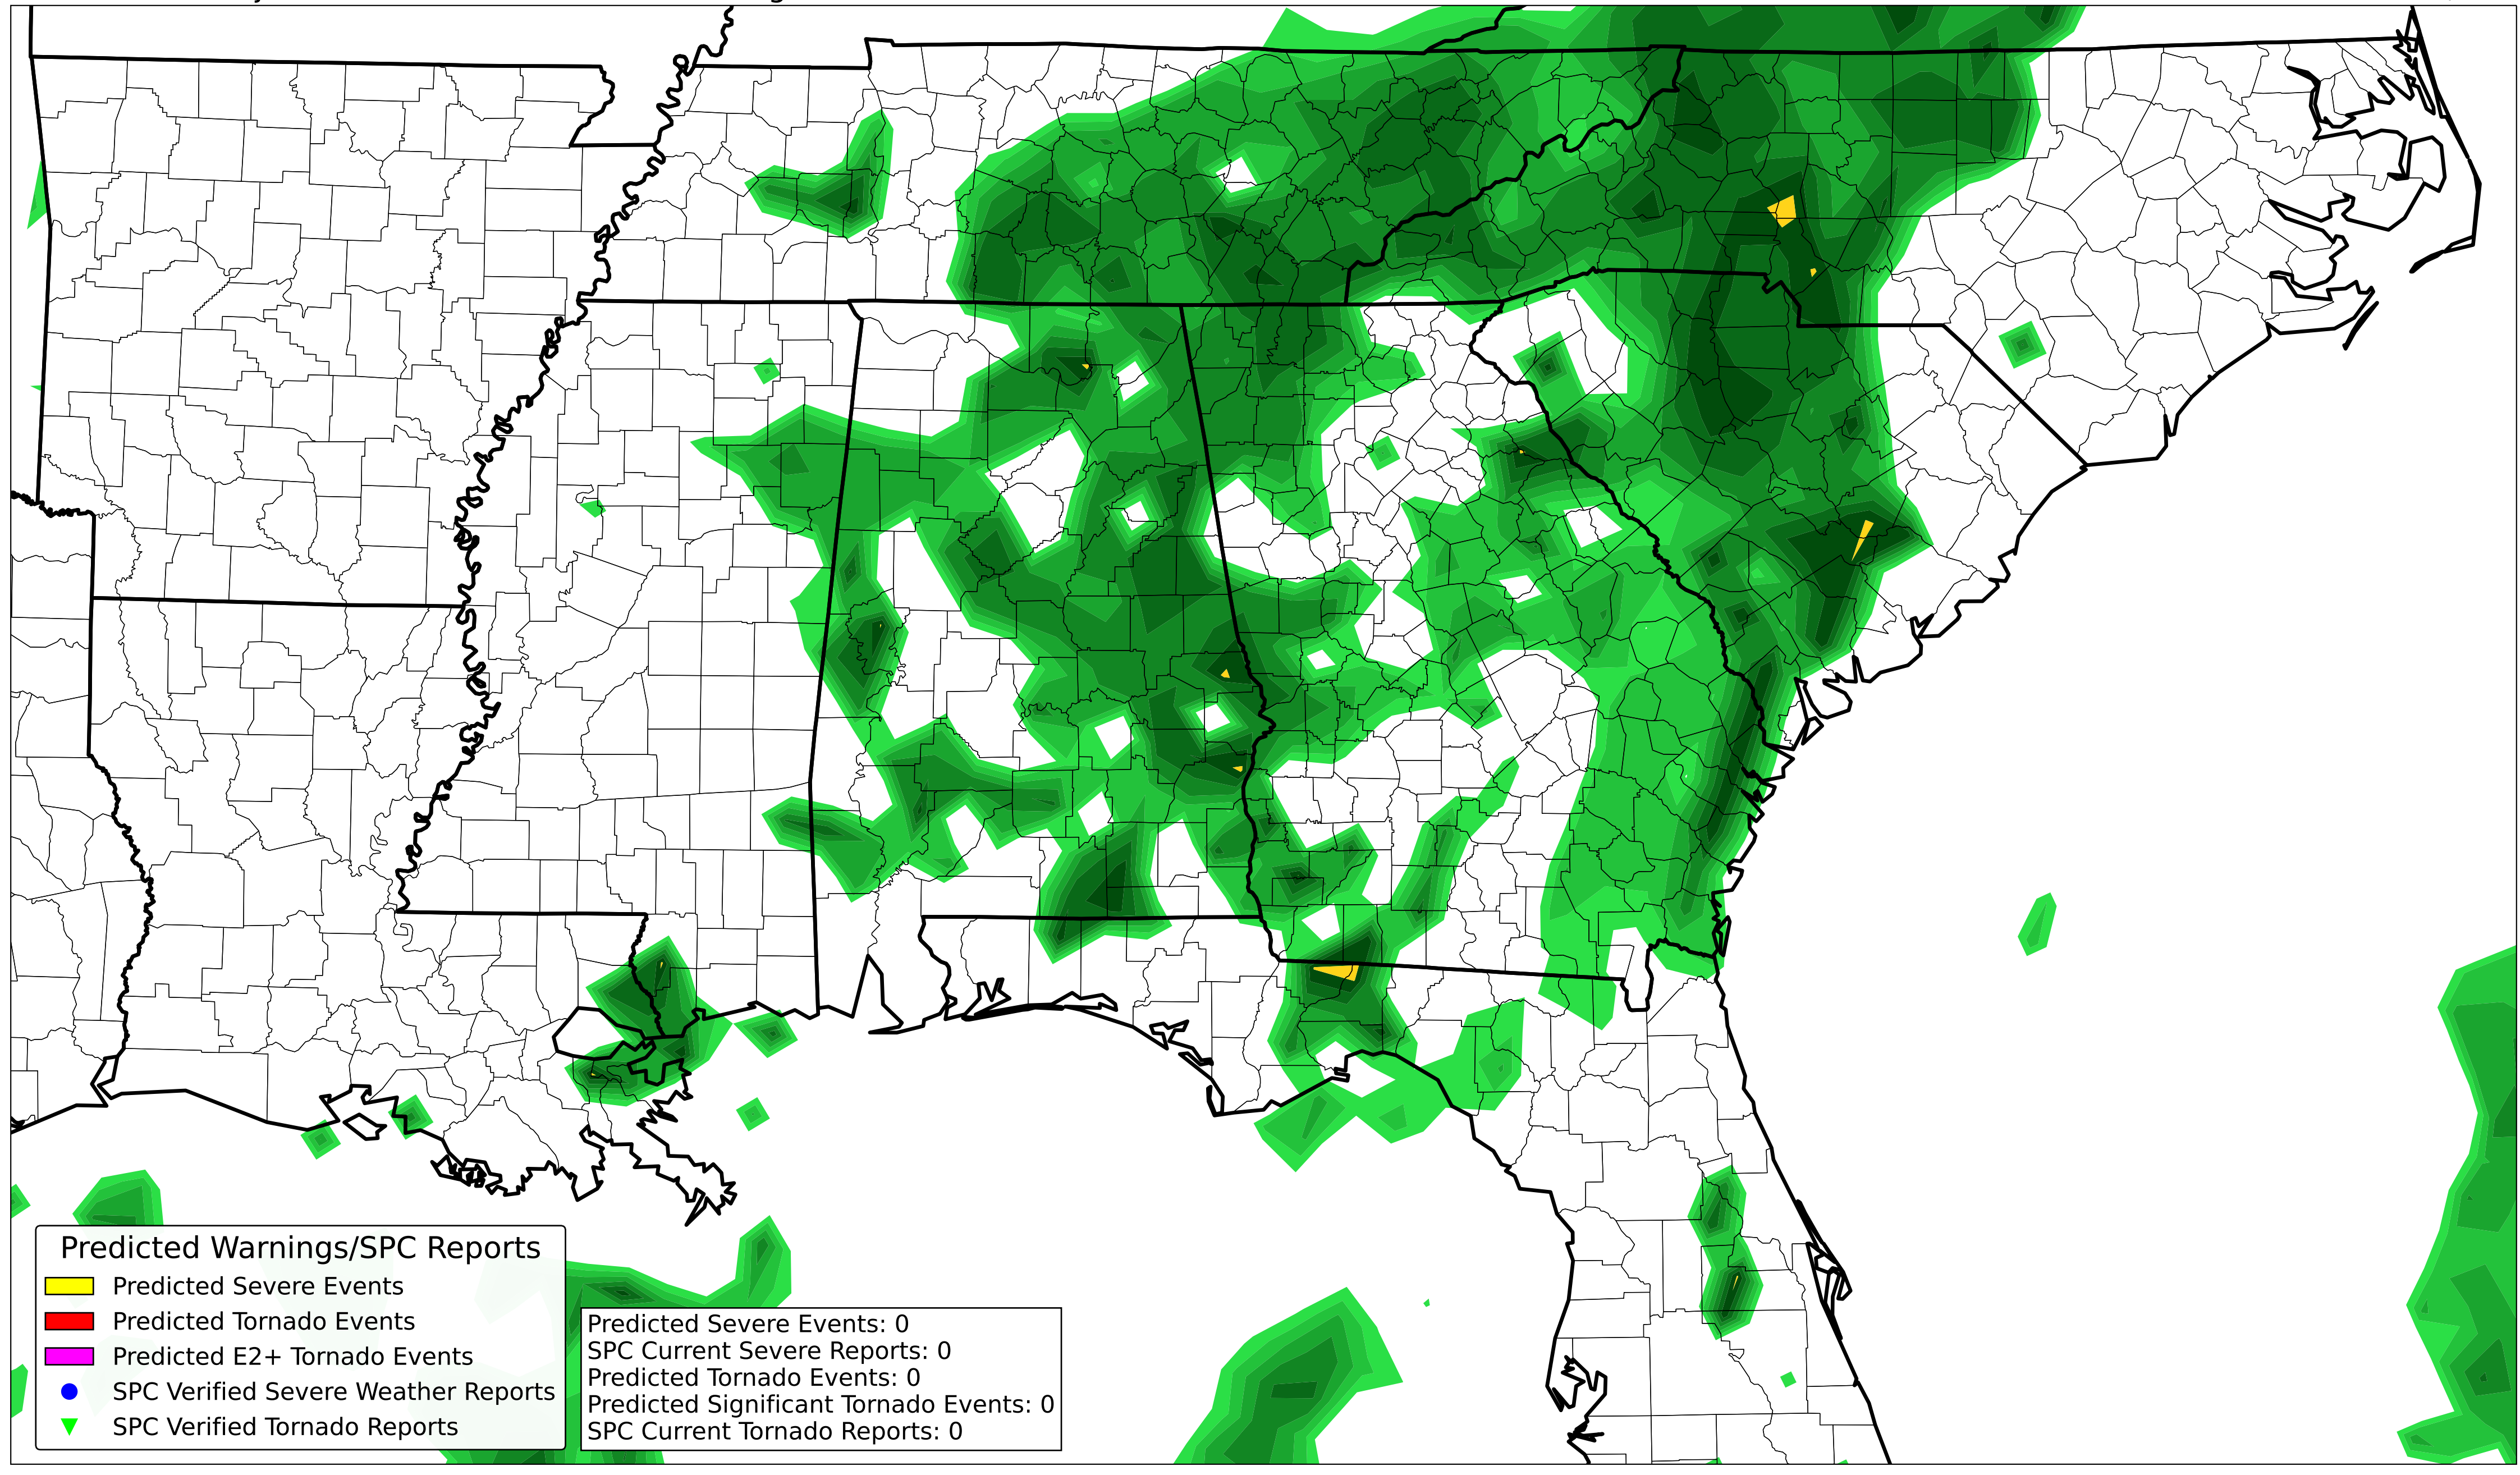 Predicted Warnings/SPC Reports
Predicted Severe Events
Predicted Tornado Events
Predicted E2+ Tornado Events
SPC Verified Severe Weather Reports
SPC Verified Tornado Reports
Predicted Severe Events: 0
SPC Current Severe Reports: 0
Predicted Tornado Events: 0
Predicted Significant Tornado Events: 0
SPC Current Tornado Reports: 0